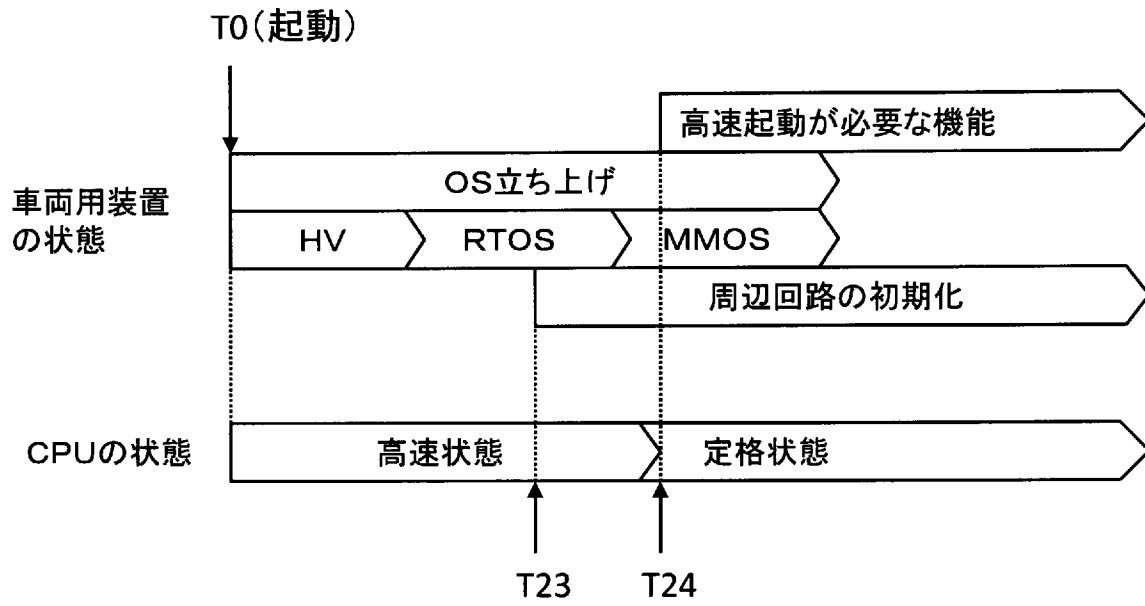 T0(起動)
高速起動が必要な機能
OS立ち上げ
車両用装置
の状態
HV
RTOS
MMOS
周辺回路の初期化
CPUの状態
高速状態
定格状態
T23
T24